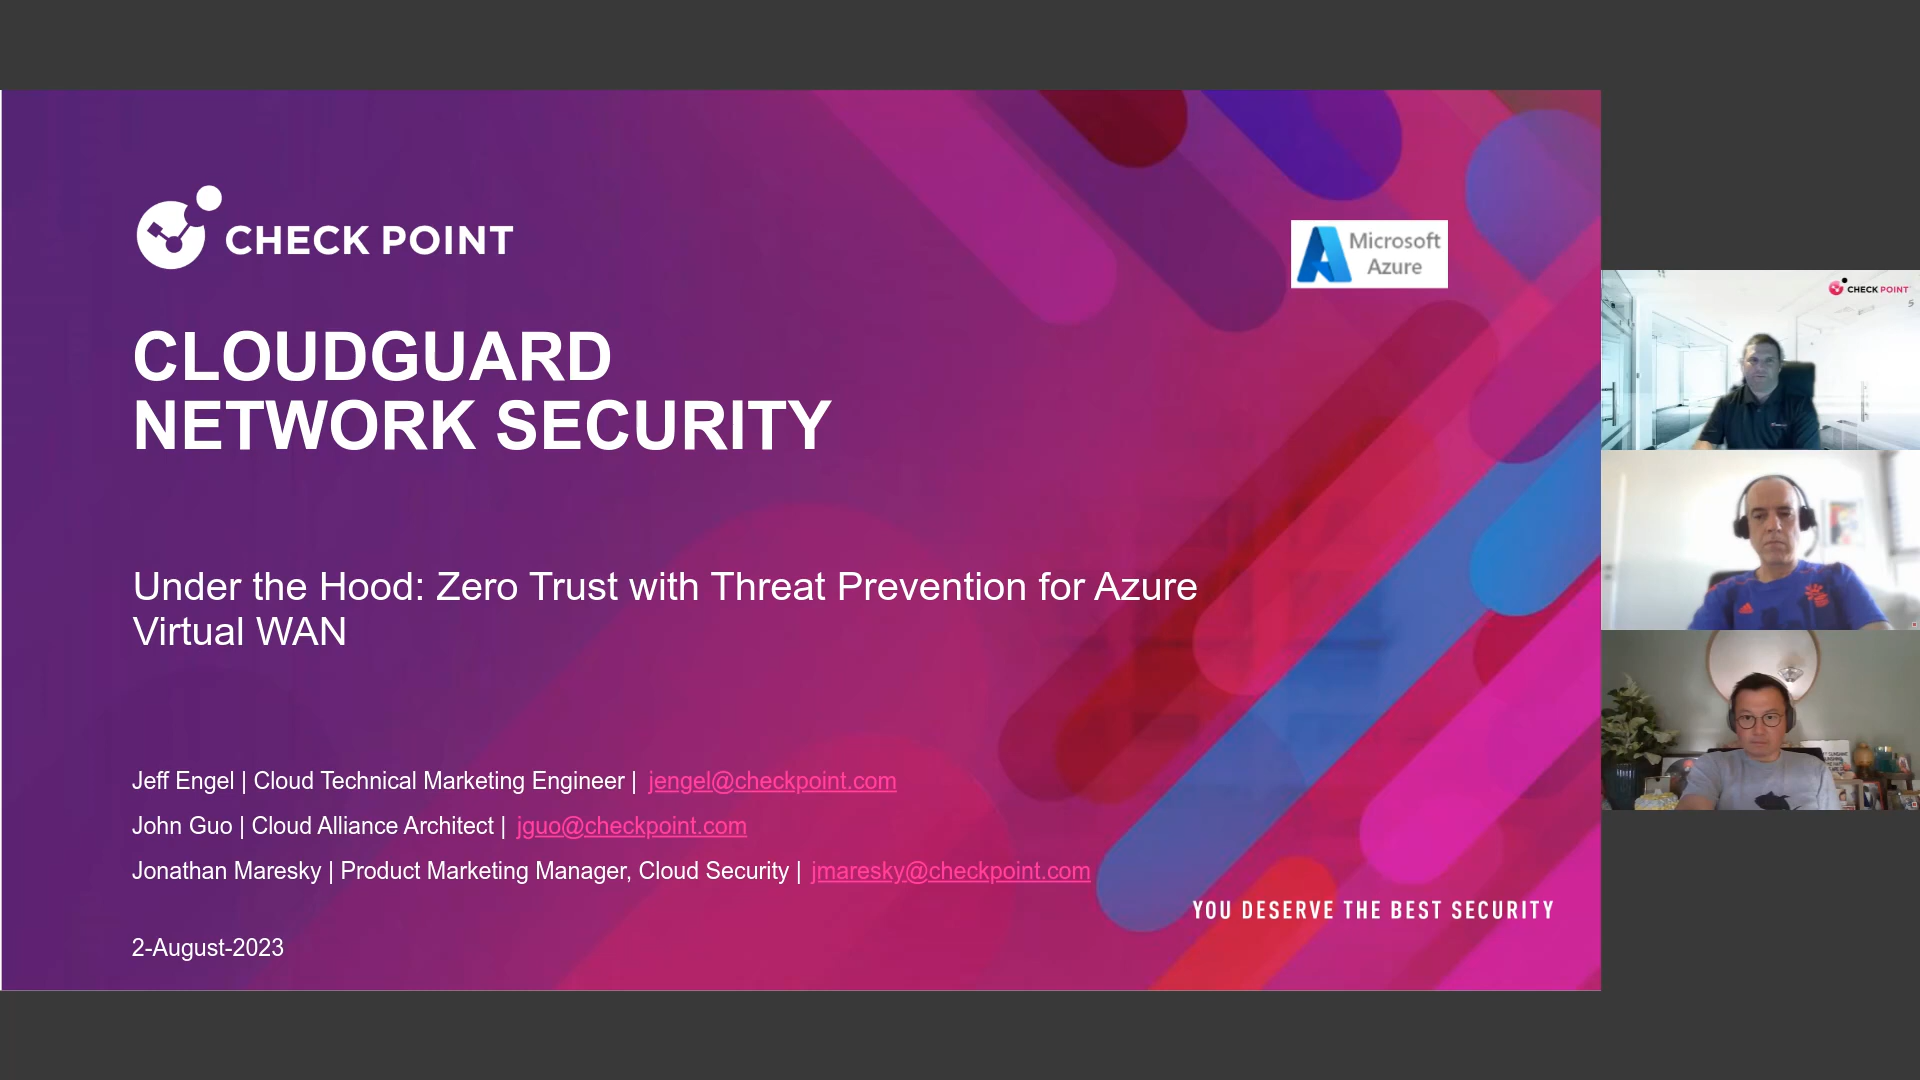 CHECK POINT
Microsoft
Azure
CLOUDGUARD
NETWORK SECURITY
Under the Hood: Zero Trust with Threat Prevention for Azure
Virtual WAN
Jeff Engel | Cloud Technical Marketing Engineer | jengel@checkpoint.com
John Guo | Cloud Alliance Architect | jguo@checkpoint.com
Jonathan Maresky | Product Marketing Manager, Cloud Security | jmaresky@checkpoint.com
YOU DESERVE THE BEST SECURITY
2-August-2023
CHECK POINT